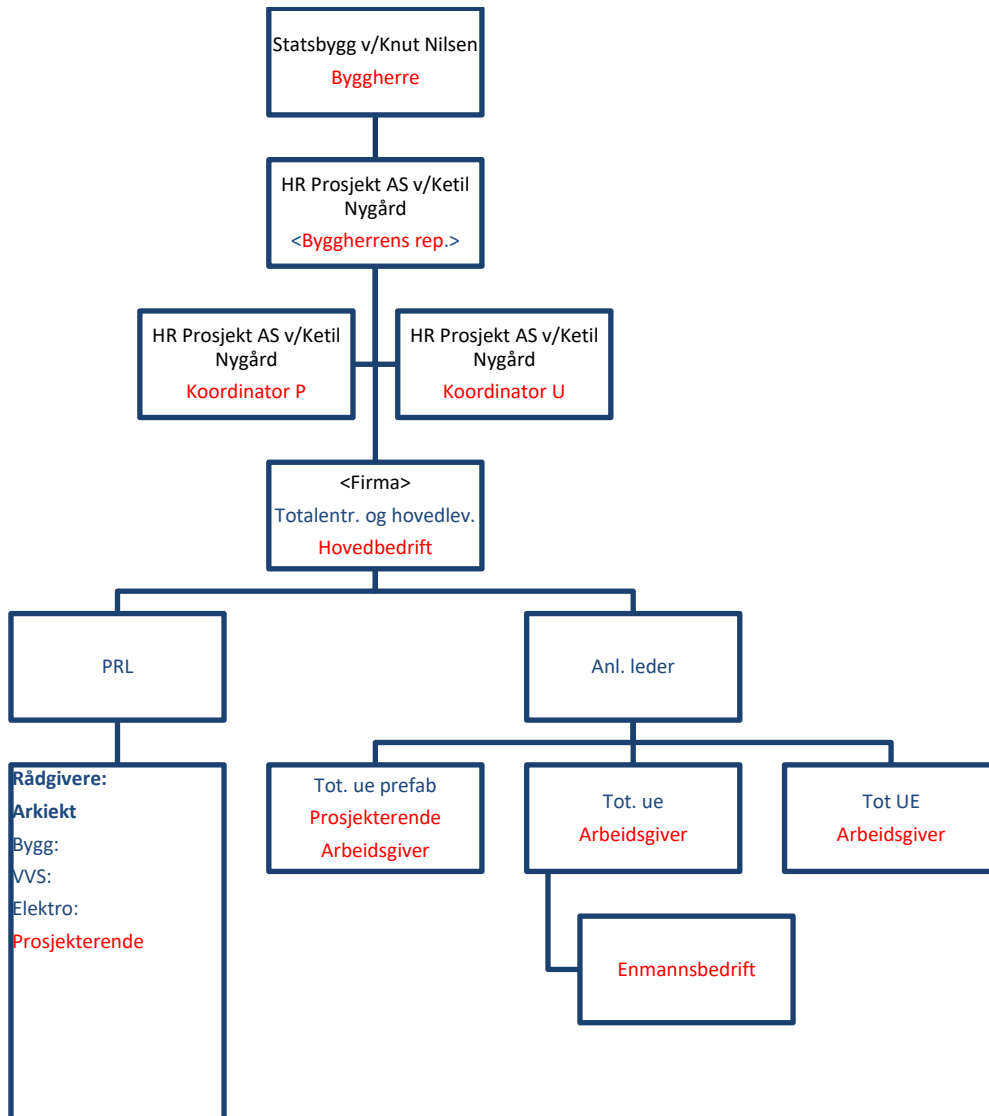 Statsbygg v/Knut Nilsen
Byggherre
HR Prosjekt AS v/Ketil
Nygård
<Byggherrens rep.>
HR Prosjekt AS v/Ketil
Nygård
Koordinator P
HR Prosjekt AS v/Ketil
Nygård
Koordinator U
<Firma>
Totalentr. og hovedlev.
Hovedbedrift
PRL
Anl. leder
Rådgivere:
Arkiekt
Bygg:
VVS:
Elektro:
Prosjekterende
Tot. ue prefab
Prosjekterende
Arbeidsgiver
Tot. ue
Arbeidsgiver
Tot UE
Arbeidsgiver
Enmannsbedrift